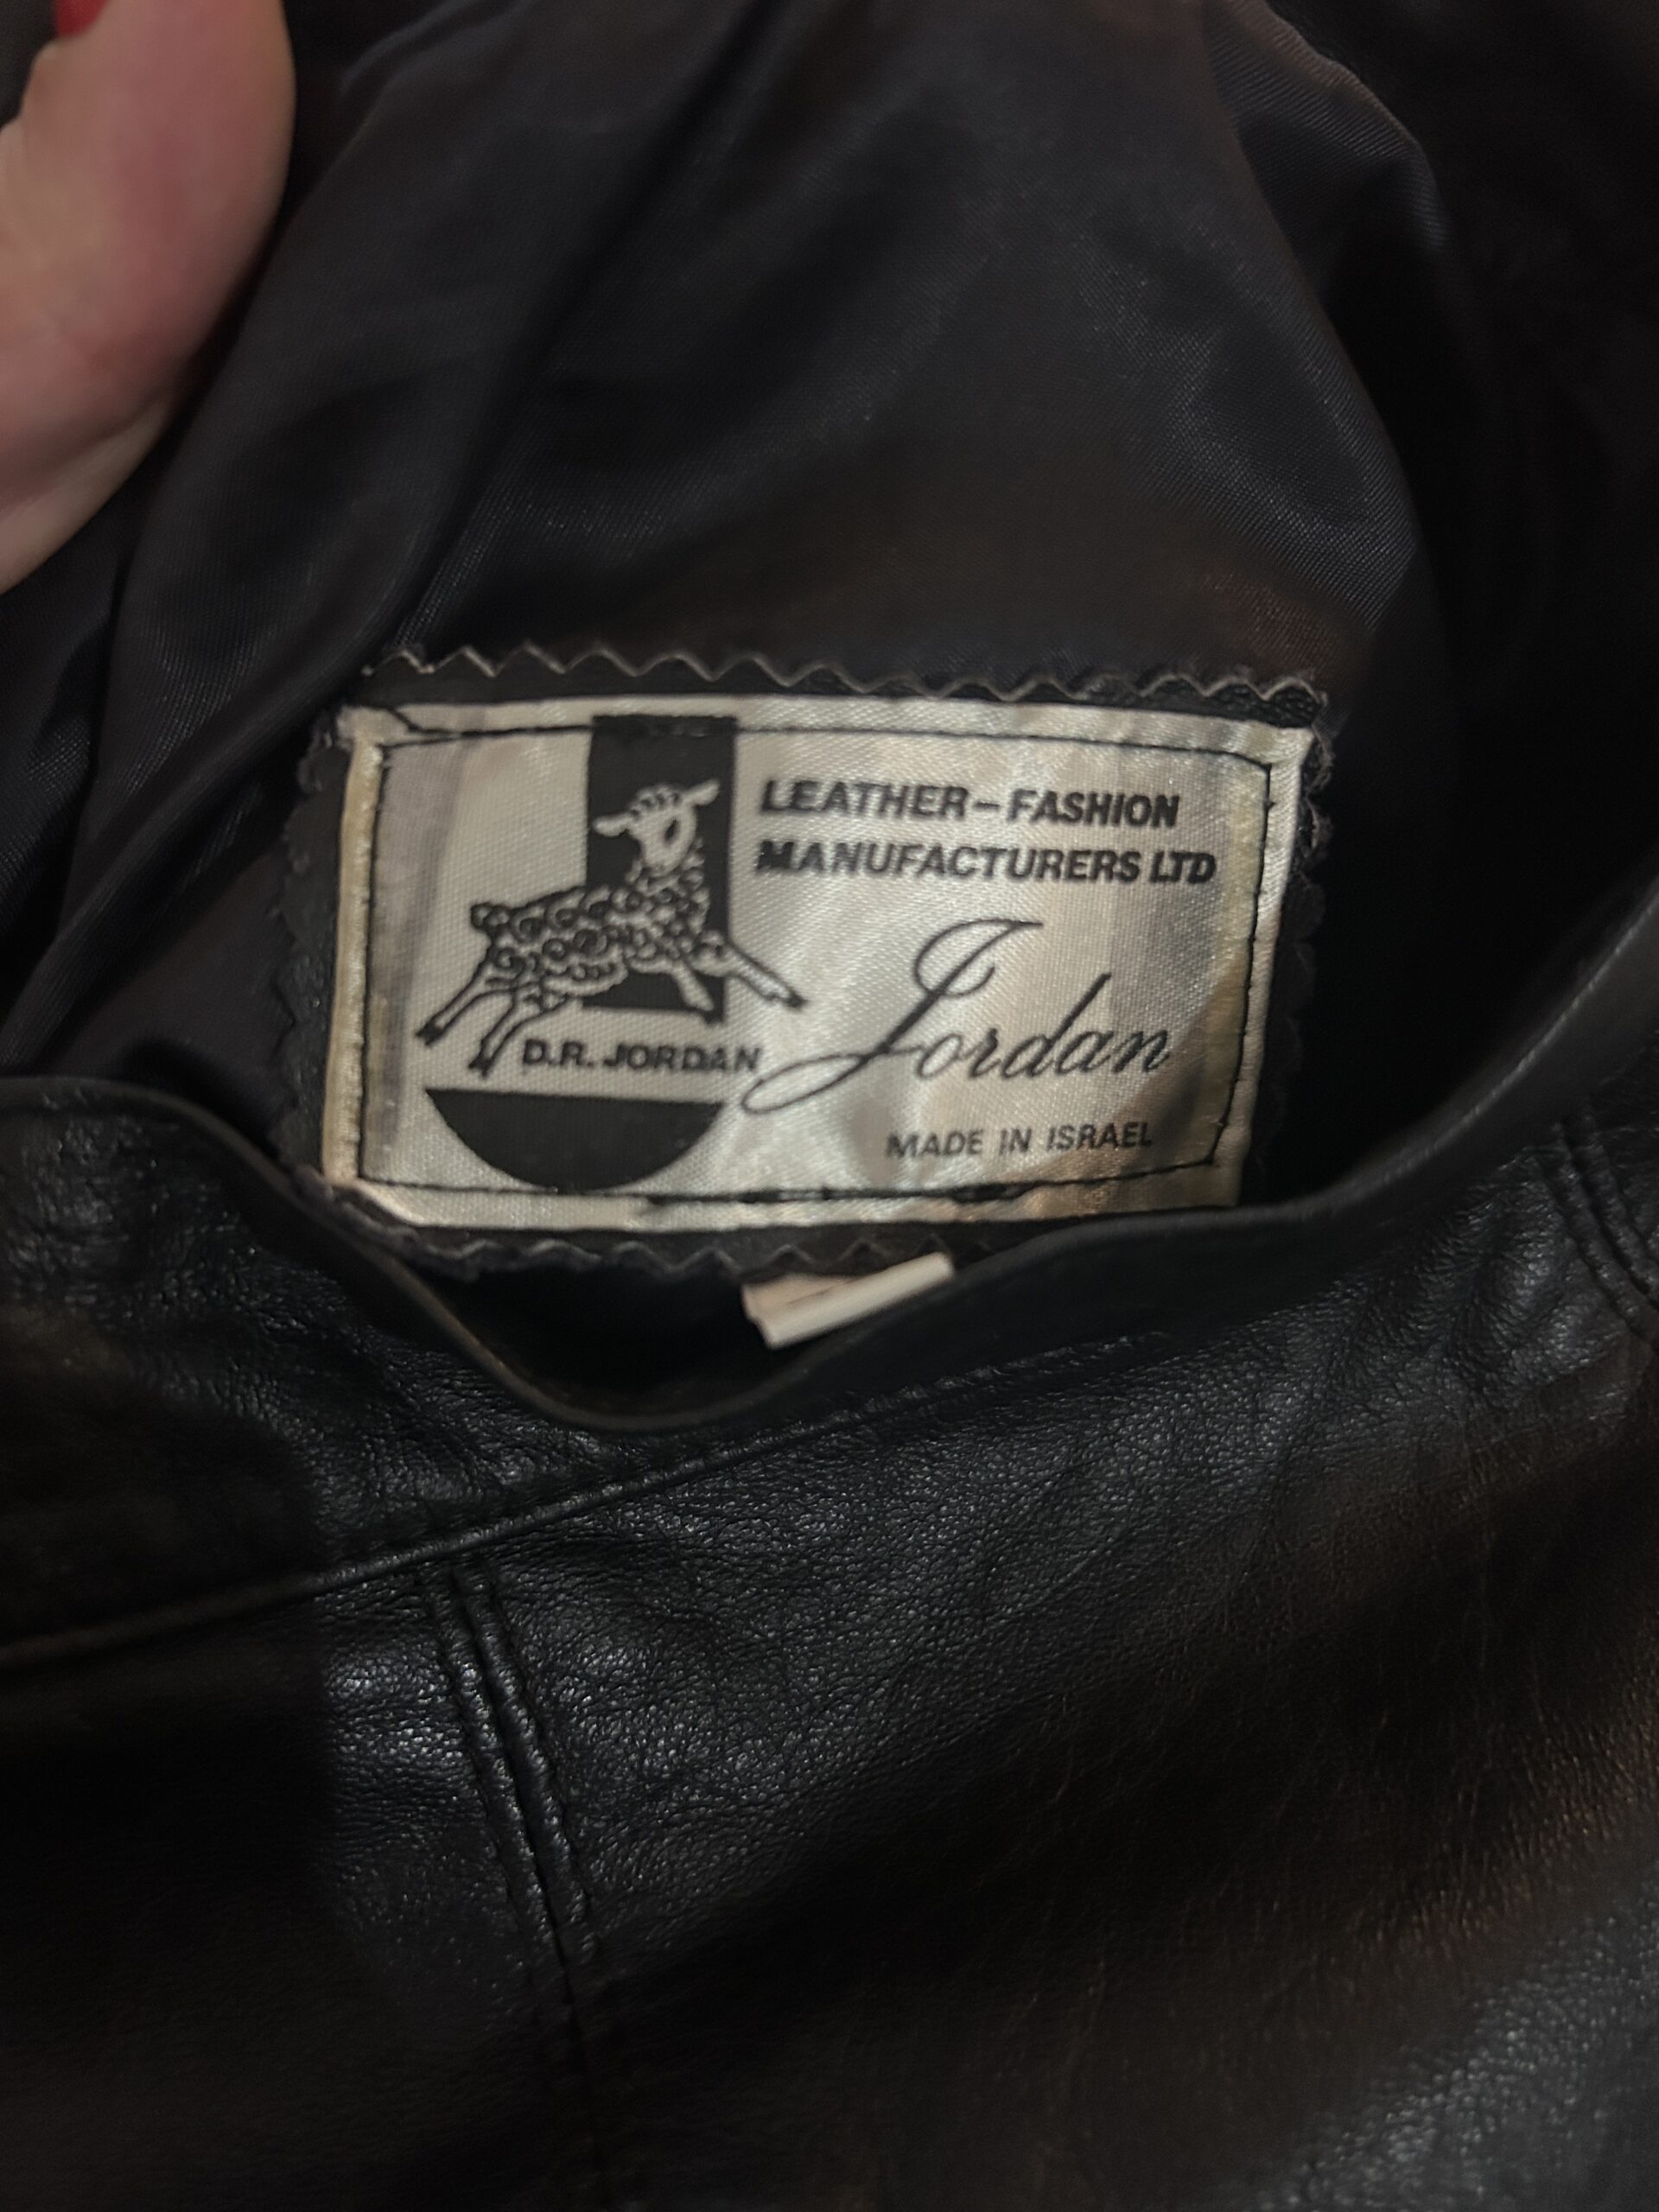 LEATHER-FASHION
MANUFACTURERS LTD
Jordan
D.R. JORDAN
MADE IN ISRAEL